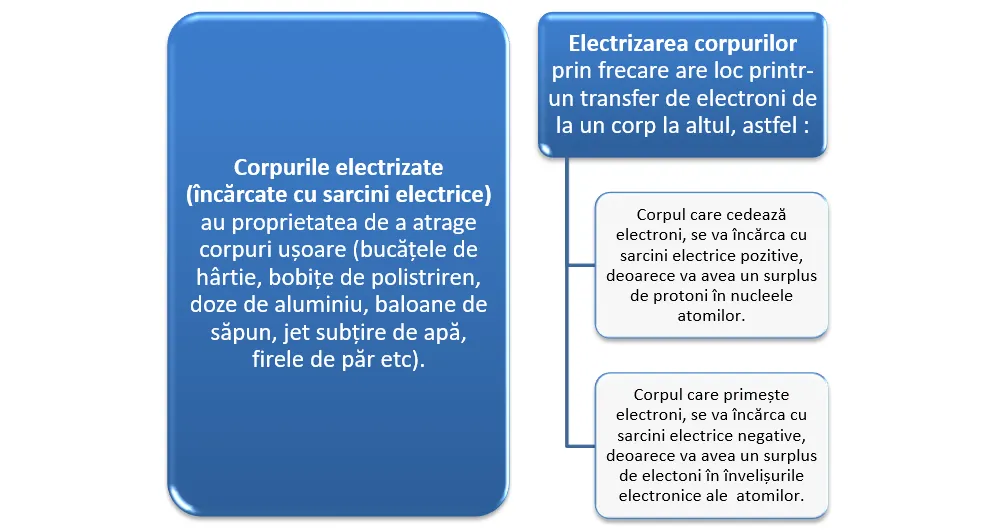 Corpurile electrizate
(încărcate cu sarcini electrice)
au proprietatea de a atrage
corpuri ușoare (bucățele de
hârtie, bobițe de polistriren,
doze de aluminiu, baloane de
săpun, jet subțire de apă,
firele de păr etc).
Electrizarea corpurilor
prin frecare are loc printr-
un transfer de electroni de
la un corp la altul, astfel :
Corpul care cedează
electroni, se va încărca cu
sarcini electrice pozitive,
deoarece va avea un surplus
de protoni în nucleele
atomilor.
Corpul care primește
electroni, se va încărca cu
sarcini electrice negative,
deoarece va avea un surplus
de electoni în învelișurile
electronice ale  atomilor.